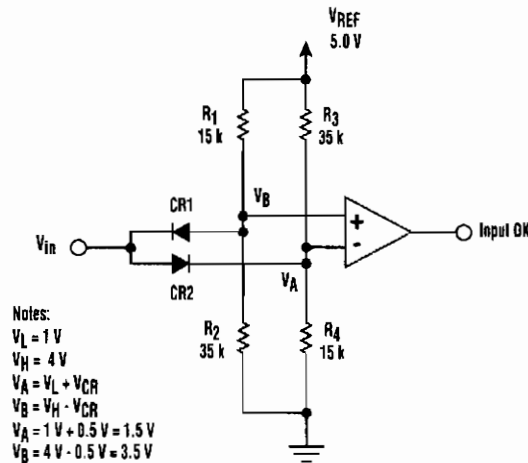 VREF
5.0 V
R1
15 k
R3
35 k
VB
CR1
+
Vin
-
Input OK
CR2
VA
R2
35 k
R4
15 k
Notes:
VL = 1 V
VH = 4 V
VA = VL + VCR
VB = VH - VCR
VA = 1 V + 0.5 V = 1.5 V
VB = 4 V - 0.5 V = 3.5 V